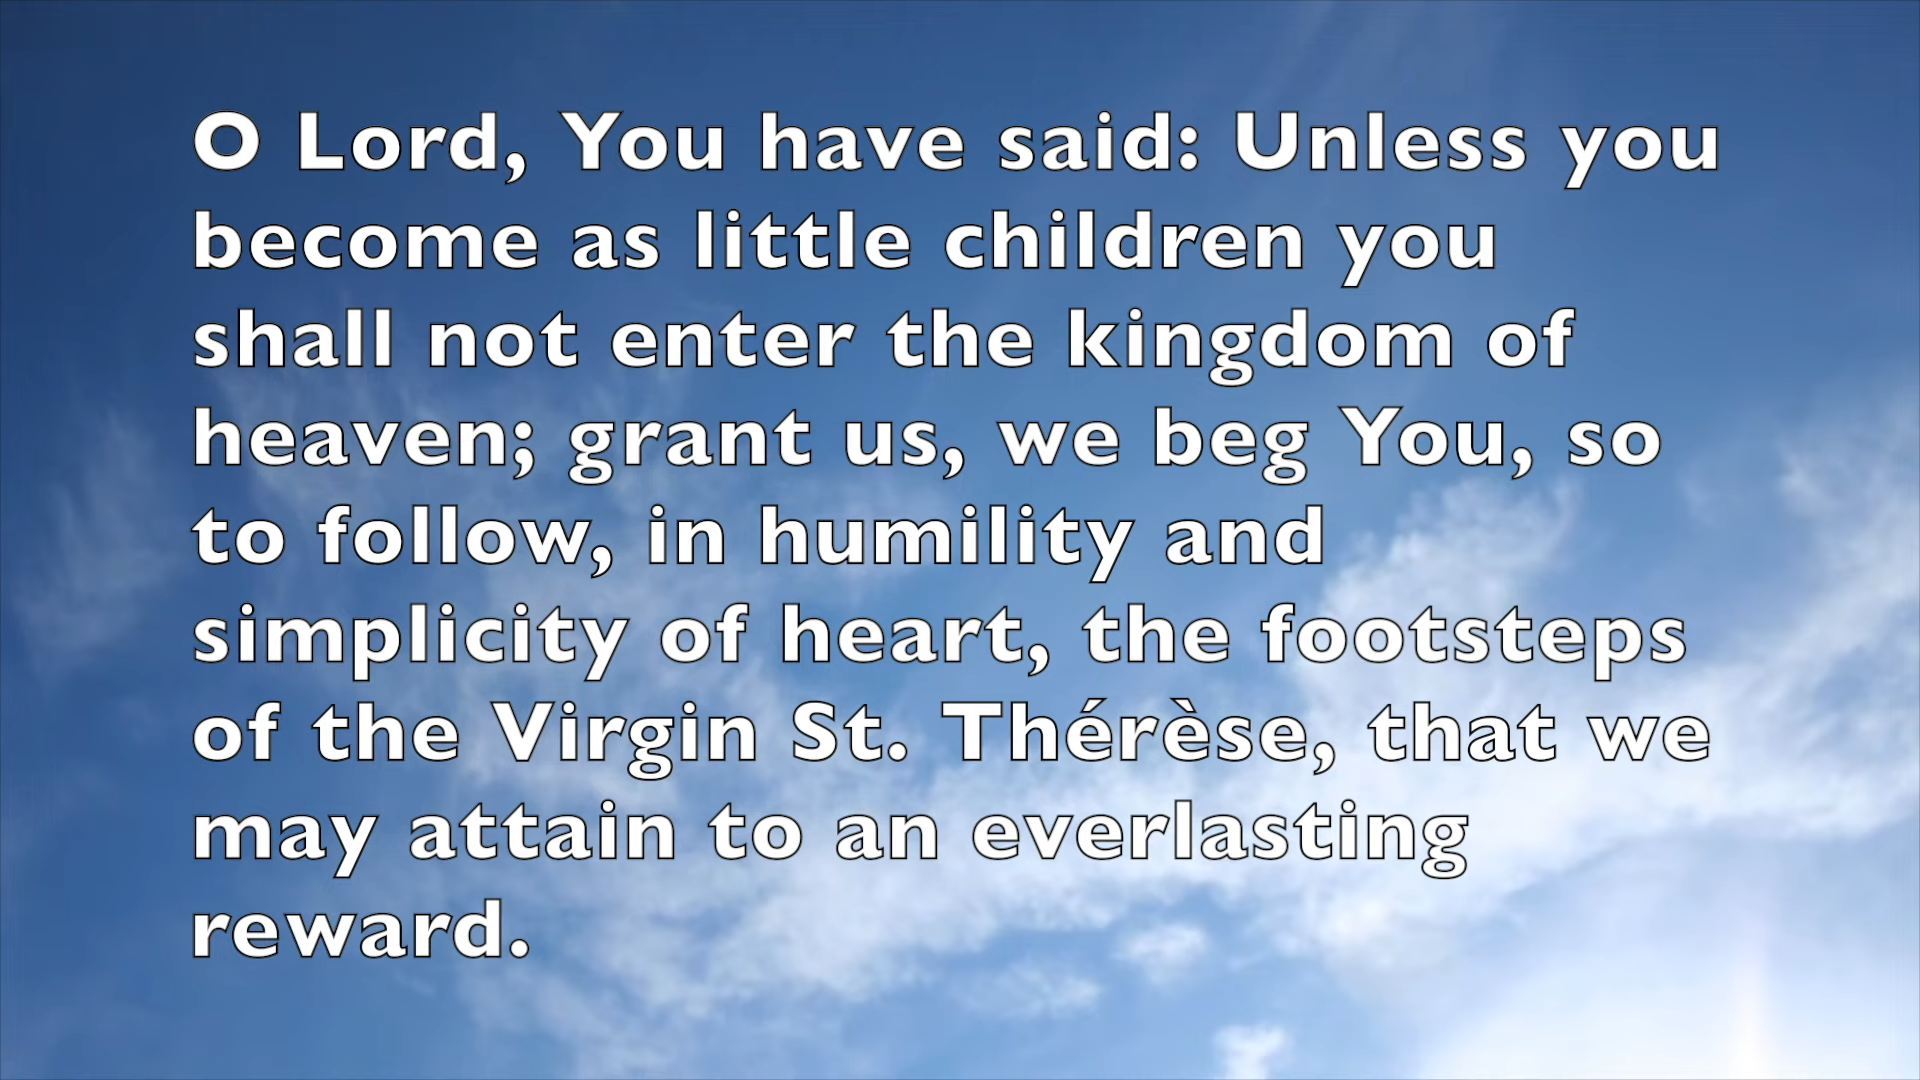 O Lord, You have said: Unless you
become as little children you
shall not enter the kingdom of
heaven; grant us, we beg You, so
to follow, in humility and
simplicity of heart, the footsteps
of the Virgin St. Thérèse, that we
may attain to an everlasting
reward.